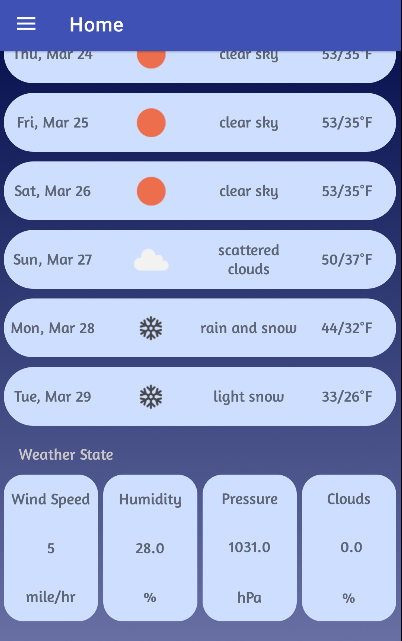 Home
Thu, Mar 24 clear sky 53/35°F
Fri, Mar 25 clear sky 53/35°F
Sat, Mar 26 clear sky 53/35°F
Sun, Mar 27 scattered clouds 50/37°F
Mon, Mar 28 rain and snow 44/32°F
Tue, Mar 29 light snow 33/26°F
Weather State
Wind Speed Humidity Pressure Clouds
5 28.0 1031.0 0.0
mile/hr % hPa %